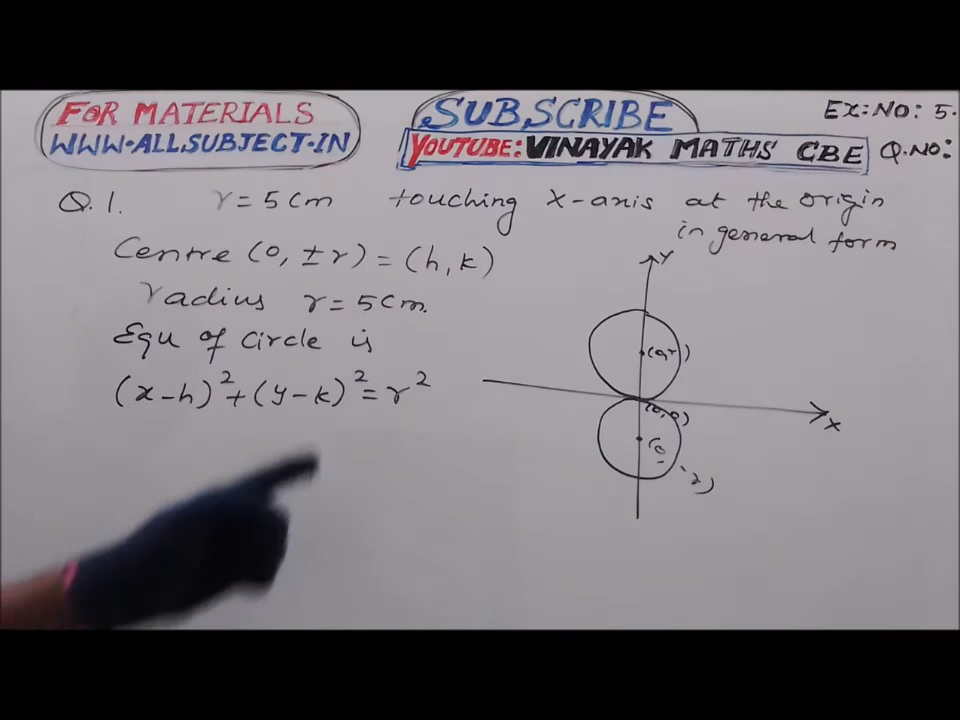 FOR MATERIALS
WWW.ALLSUBJECT.IN
SUBSCRIBE
YOUTUBE: VINAYAK MATHS CBE
EX:NO: 5.
Q.NO:
Q.1. r = 5cm touching x-axis at the origin
in general form
Centre (0, ±r) = (h, k)
radius r = 5cm.
Equ of circle is
(x-h)² + (y-k)² = r²
Y
(0,r)
(0,0)
X
(0, -r)